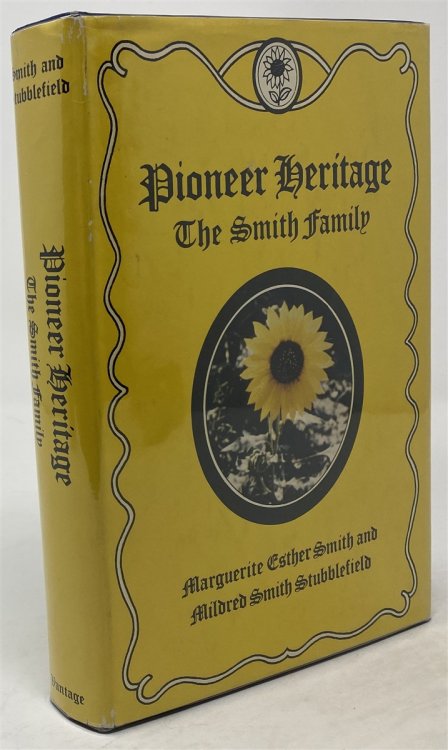 Smith and
Stubblefield
Pioneer Heritage
The Smith Family
Vantage
Pioneer Heritage
The Smith Family
Marguerite Esther Smith and
Mildred Smith Stubblefield